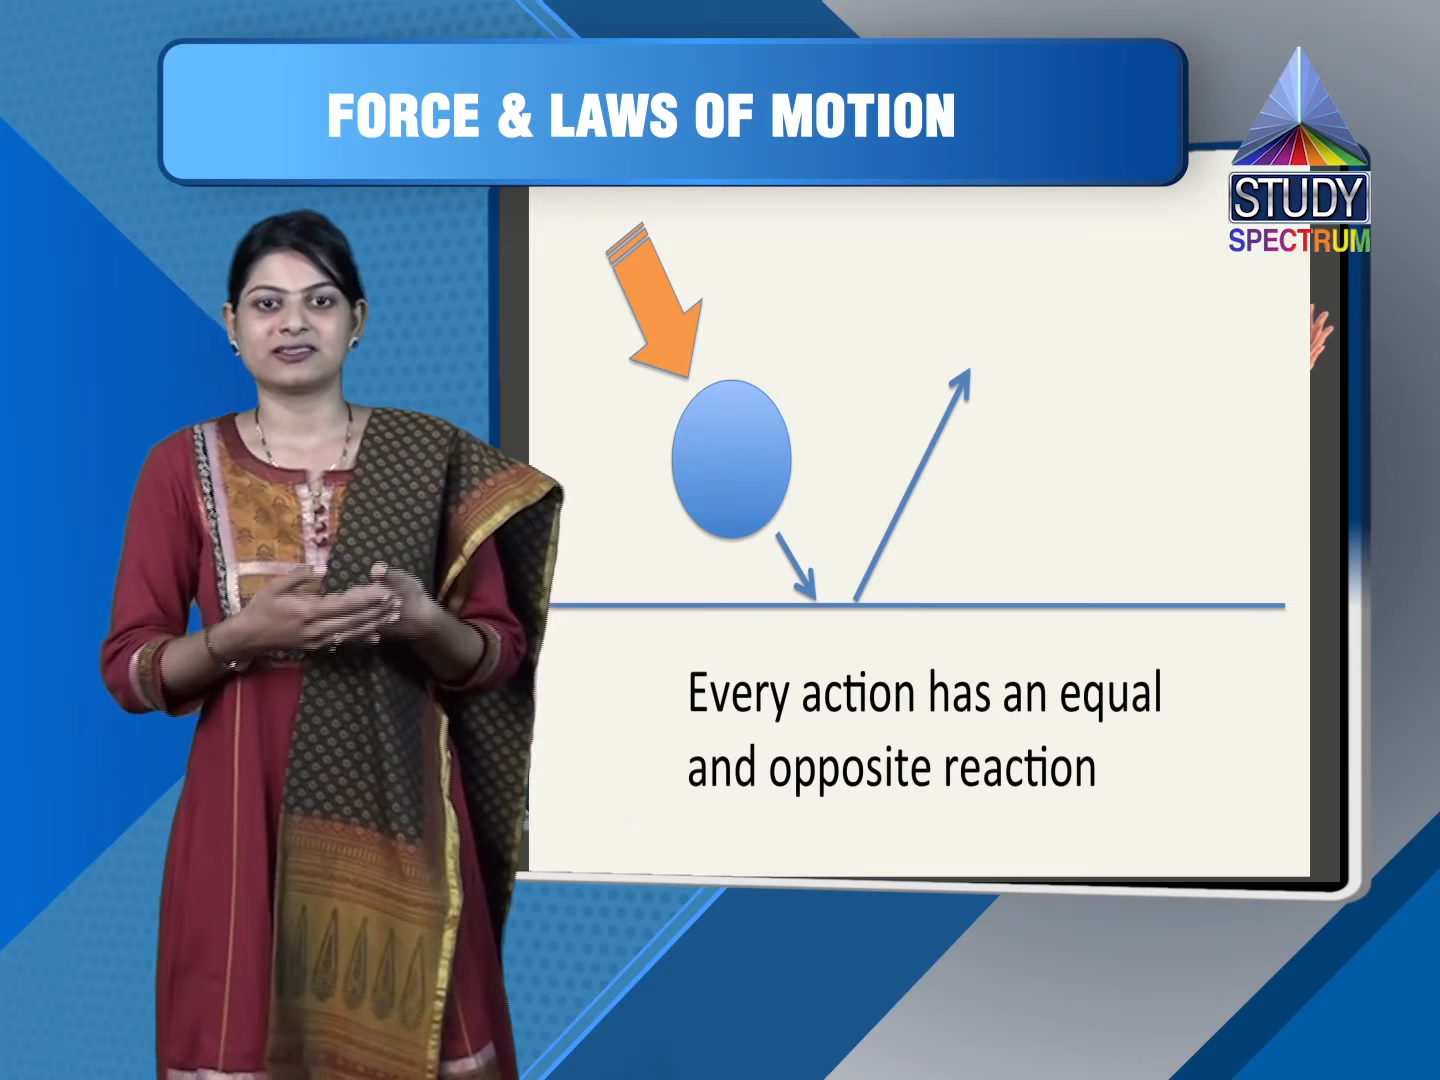 FORCE & LAWS OF MOTION
STUDY
SPECTRUM
Every action has an equal
and opposite reaction